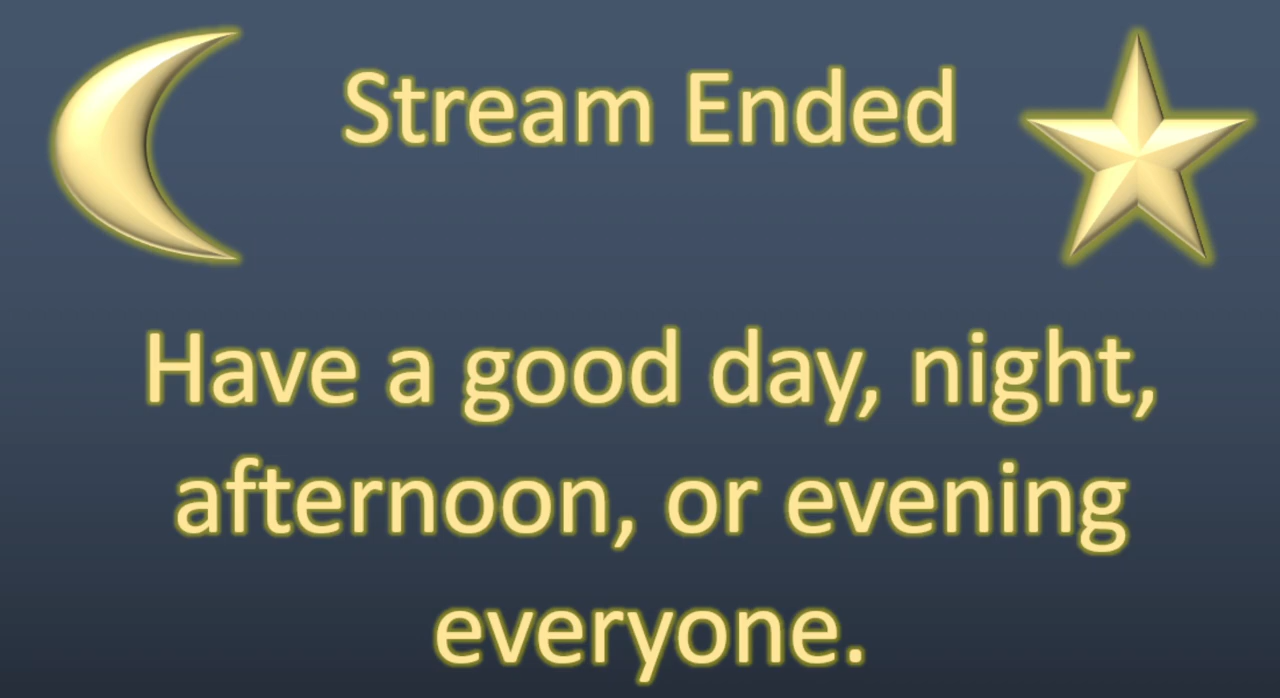 Stream Ended
Have a good day, night,
afternoon, or evening
everyone.